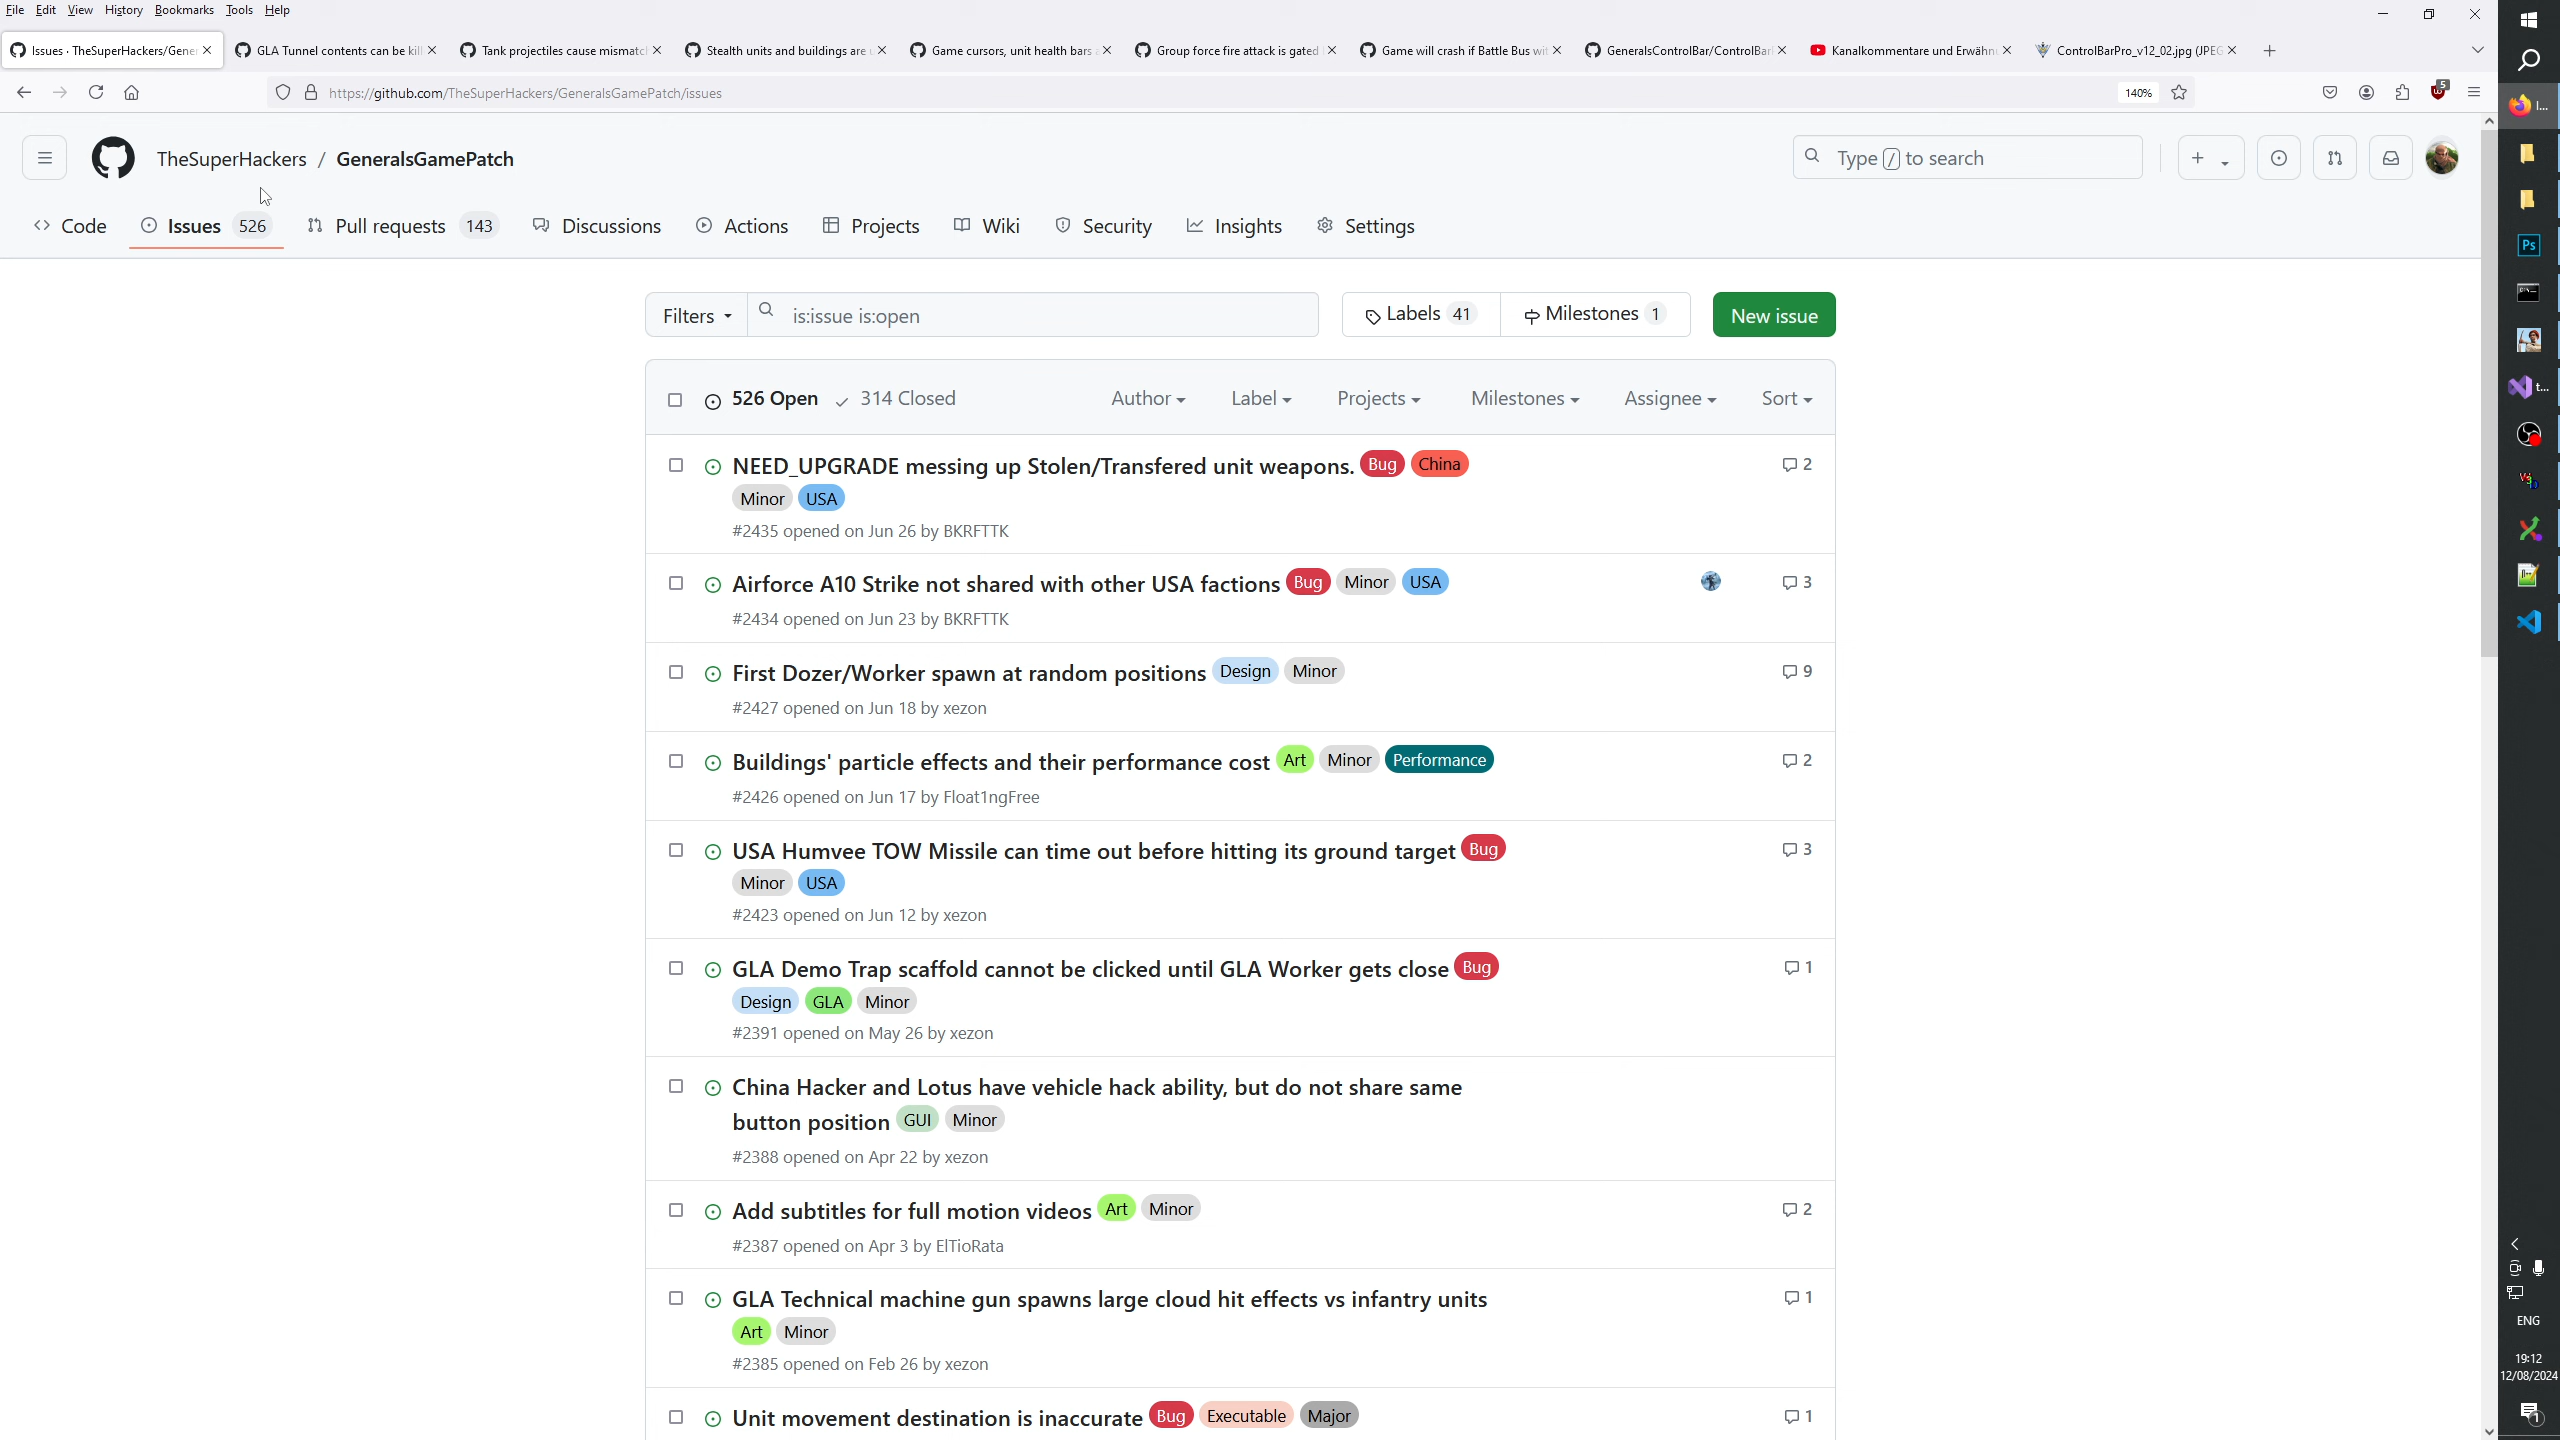 File Edit View History Bookmarks Tools Help
Issues · TheSuperHackers/Gener
GLA Tunnel contents can be kill
Tank projectiles cause mismatch
Stealth units and buildings are u
Game cursors, unit health bars a
Group force fire attack is gated
Game will crash if Battle Bus wit
GeneralsControlBar/ControlBarP
Kanalkommentare und Erwähnu
ControlBarPro_v12_02.jpg (JPEG
https://github.com/TheSuperHackers/GeneralsGamePatch/issues
140%
5
TheSuperHackers / GeneralsGamePatch
Type / to search
Code Issues 526 Pull requests 143 Discussions Actions Projects Wiki Security Insights Settings
Filters is:issue is:open Labels 41 Milestones 1 New issue
526 Open 314 Closed Author Label Projects Milestones Assignee Sort
NEED_UPGRADE messing up Stolen/Transfered unit weapons. Bug China 2
Minor USA
#2435 opened on Jun 26 by BKRFTTK
Airforce A10 Strike not shared with other USA factions Bug Minor USA 3
#2434 opened on Jun 23 by BKRFTTK
First Dozer/Worker spawn at random positions Design Minor 9
#2427 opened on Jun 18 by xezon
Buildings' particle effects and their performance cost Art Minor Performance 2
#2426 opened on Jun 17 by Float1ngFree
USA Humvee TOW Missile can time out before hitting its ground target Bug 3
Minor USA
#2423 opened on Jun 12 by xezon
GLA Demo Trap scaffold cannot be clicked until GLA Worker gets close Bug 1
Design GLA Minor
#2391 opened on May 26 by xezon
China Hacker and Lotus have vehicle hack ability, but do not share same
button position GUI Minor
#2388 opened on Apr 22 by xezon
Add subtitles for full motion videos Art Minor 2
#2387 opened on Apr 3 by ElTioRata
GLA Technical machine gun spawns large cloud hit effects vs infantry units 1
Art Minor
#2385 opened on Feb 26 by xezon
Unit movement destination is inaccurate Bug Executable Major 1
I...
Ps
t...
ENG
19:12
12/08/2024
1